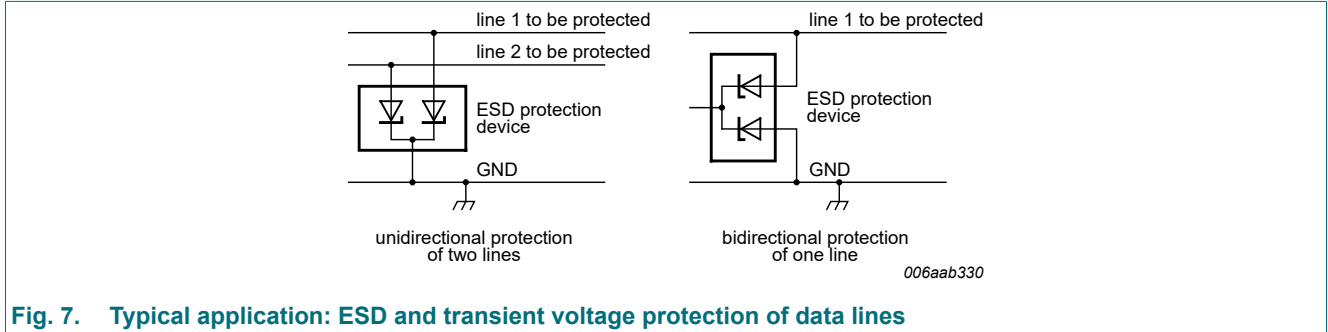 line 1 to be protected
line 2 to be protected
ESD protection
device
GND
unidirectional protection
of two lines
line 1 to be protected
ESD protection
device
GND
bidirectional protection
of one line
006aab330
Fig. 7. Typical application: ESD and transient voltage protection of data lines